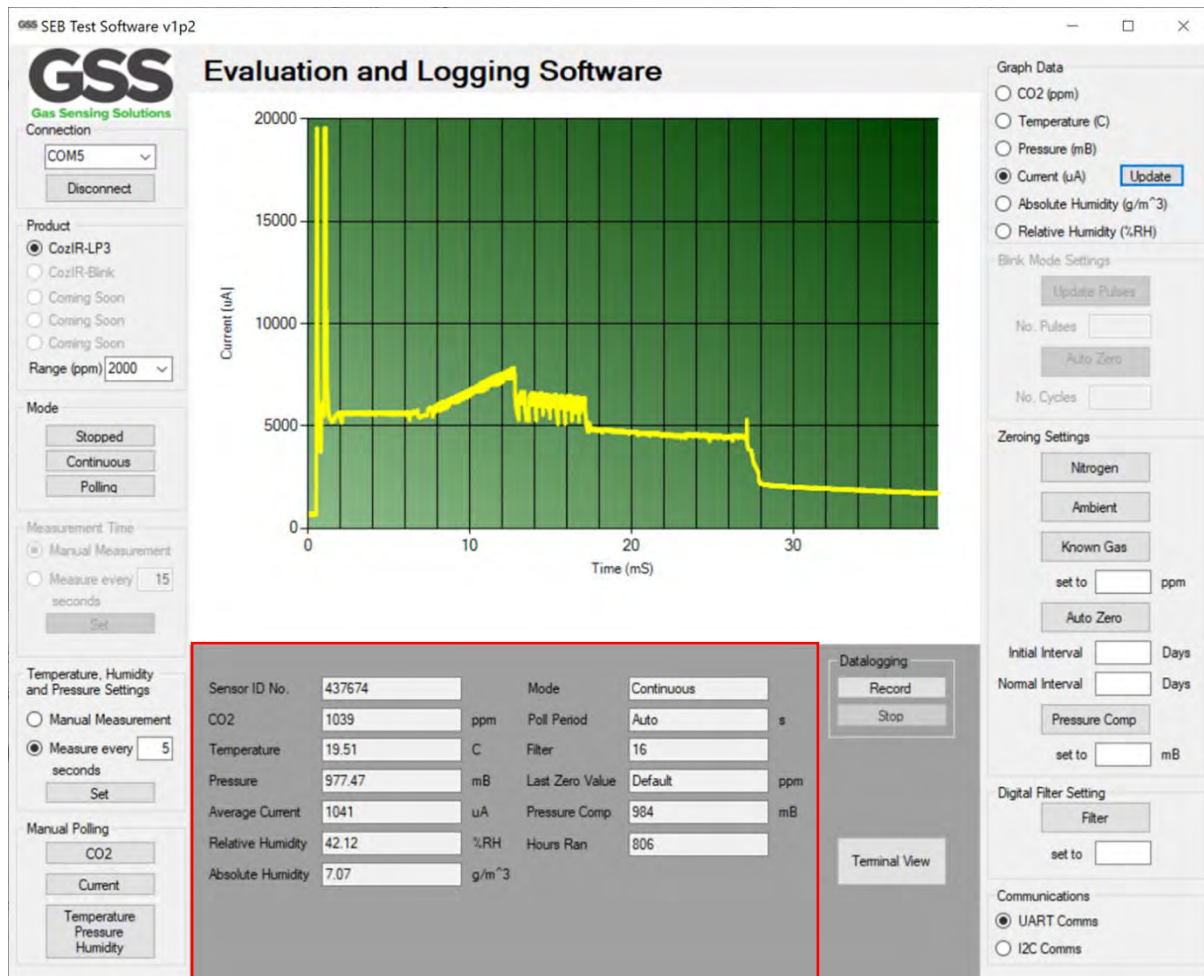 GSS SEB Test Software v1p2
GSS
Gas Sensing Solutions
Evaluation and Logging Software
Connection
COM5
Disconnect
Product
CozIR-LP3
CozIR-Blink
Coming Soon
Coming Soon
Coming Soon
Range (ppm) 2000
Mode
Stopped
Continuous
Polling
Measurement Time
Manual Measurement
Measure every 15
seconds
Set
Temperature, Humidity
and Pressure Settings
Manual Measurement
Measure every 5
seconds
Set
Manual Polling
CO2
Current
Temperature
Pressure
Humidity
20000
15000
10000
5000
0
Current (uA)
0 10 20 30
Time (mS)
Sensor ID No. 437674 Mode Continuous
CO2 1039 ppm Poll Period Auto s
Temperature 19.51 C Filter 16
Pressure 977.47 mB Last Zero Value Default ppm
Average Current 1041 uA Pressure Comp 984 mB
Relative Humidity 42.12 %RH Hours Ran 806
Absolute Humidity 7.07 g/m^3
Datalogging
Record
Stop
Terminal View
Graph Data
CO2 (ppm)
Temperature (C)
Pressure (mB)
Current (uA) Update
Absolute Humidity (g/m^3)
Relative Humidity (%RH)
Blink Mode Settings
Update Pulses
No. Pulses
Auto Zero
No. Cycles
Zeroing Settings
Nitrogen
Ambient
Known Gas
set to ppm
Auto Zero
Initial Interval Days
Normal Interval Days
Pressure Comp
set to mB
Digital Filter Setting
Filter
set to
Communications
UART Comms
I2C Comms